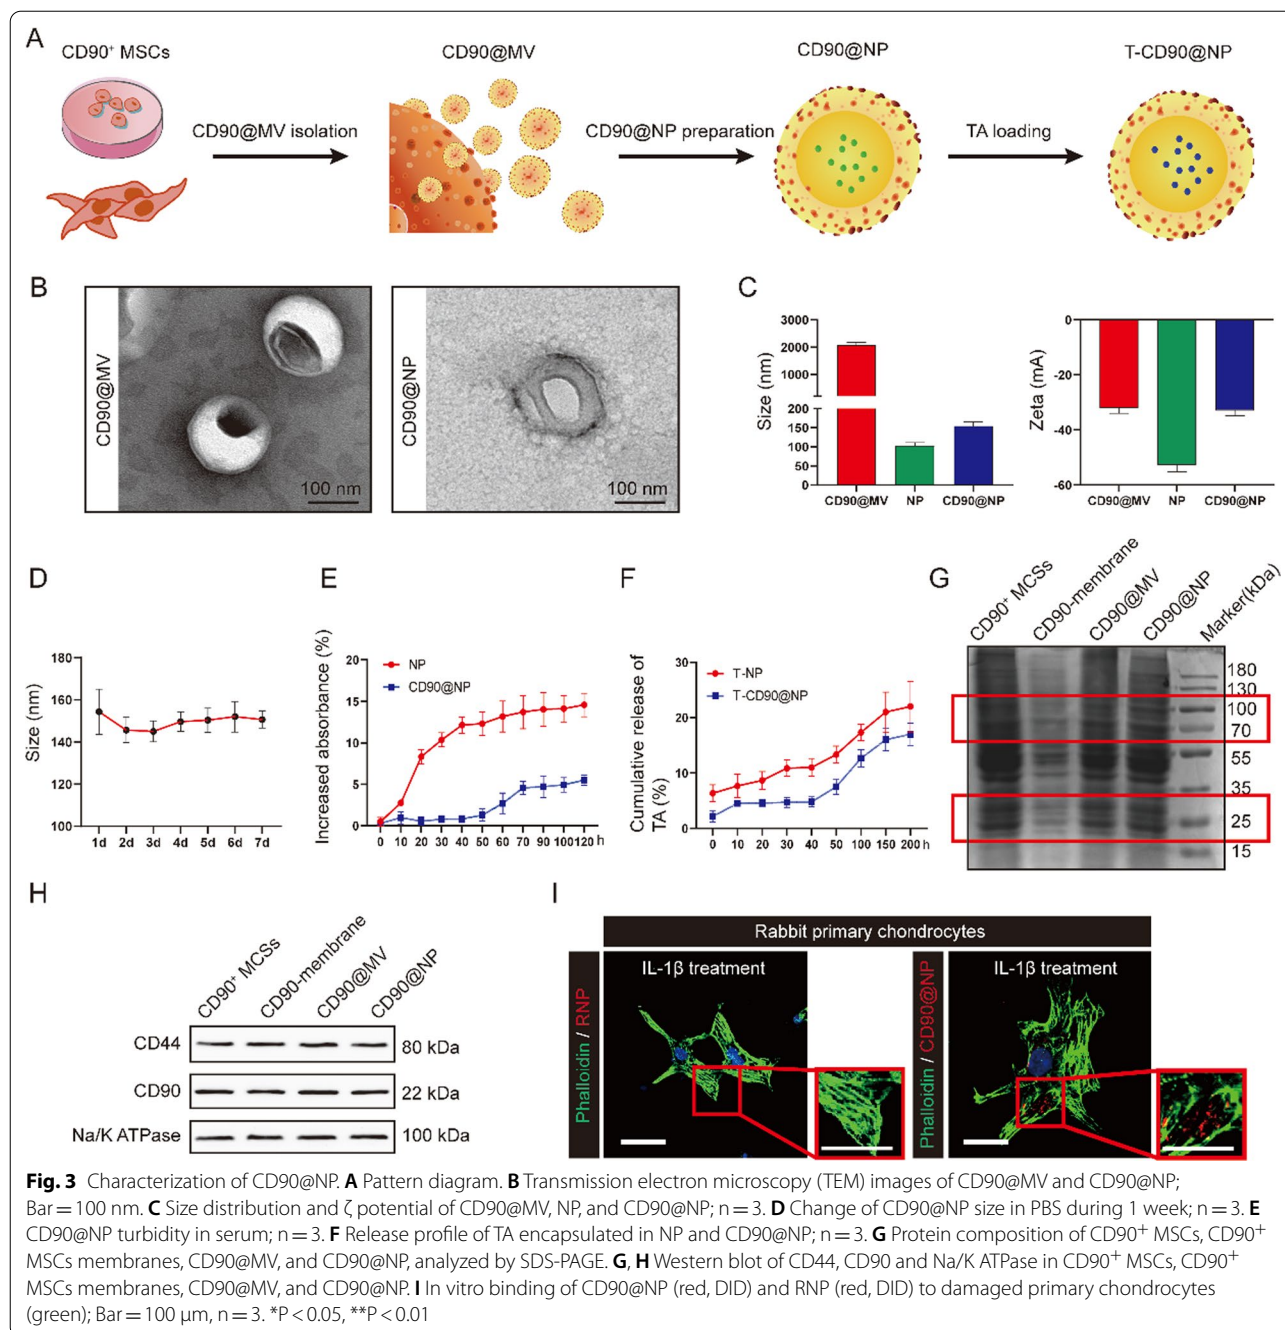 A
CD90⁺ MSCs
CD90@MV
CD90@NP
T-CD90@NP
CD90@MV isolation
CD90@NP preparation
TA loading
B
CD90@MV
100 nm
CD90@NP
100 nm
C
Size (nm)
3000
2000
1000
200
150
100
50
0
CD90@MV
NP
CD90@NP
Zeta (mA)
0
-20
-40
-60
CD90@MV
NP
CD90@NP
D
Size (nm)
180
160
140
120
100
1d 2d 3d 4d 5d 6d 7d
E
Increased absorbance (%)
20
15
10
5
0
NP
CD90@NP
0 10 20 30 40 50 60 70 90 100 120 h
F
Cumulative release of
TA (%)
30
20
10
0
T-NP
T-CD90@NP
0 10 20 30 40 50 100 150 200 h
G
CD90⁺ MCSs
CD90-membrane
CD90@MV
CD90@NP
Marker(kDa)
180
130
100
70
55
35
25
15
H
CD90⁺ MCSs
CD90-membrane
CD90@MV
CD90@NP
CD44
80 kDa
CD90
22 kDa
Na/K ATPase
100 kDa
I
Rabbit primary chondrocytes
Phalloidin / RNP
IL-1β treatment
Phalloidin / CD90@NP
IL-1β treatment
Fig. 3 Characterization of CD90@NP. A Pattern diagram. B Transmission electron microscopy (TEM) images of CD90@MV and CD90@NP;
Bar = 100 nm. C Size distribution and ζ potential of CD90@MV, NP, and CD90@NP; n = 3. D Change of CD90@NP size in PBS during 1 week; n = 3. E
CD90@NP turbidity in serum; n = 3. F Release profile of TA encapsulated in NP and CD90@NP; n = 3. G Protein composition of CD90⁺ MSCs, CD90⁺
MSCs membranes, CD90@MV, and CD90@NP, analyzed by SDS-PAGE. G, H Western blot of CD44, CD90 and Na/K ATPase in CD90⁺ MSCs, CD90⁺
MSCs membranes, CD90@MV, and CD90@NP. I In vitro binding of CD90@NP (red, DID) and RNP (red, DID) to damaged primary chondrocytes
(green); Bar = 100 μm, n = 3. *P < 0.05, **P < 0.01